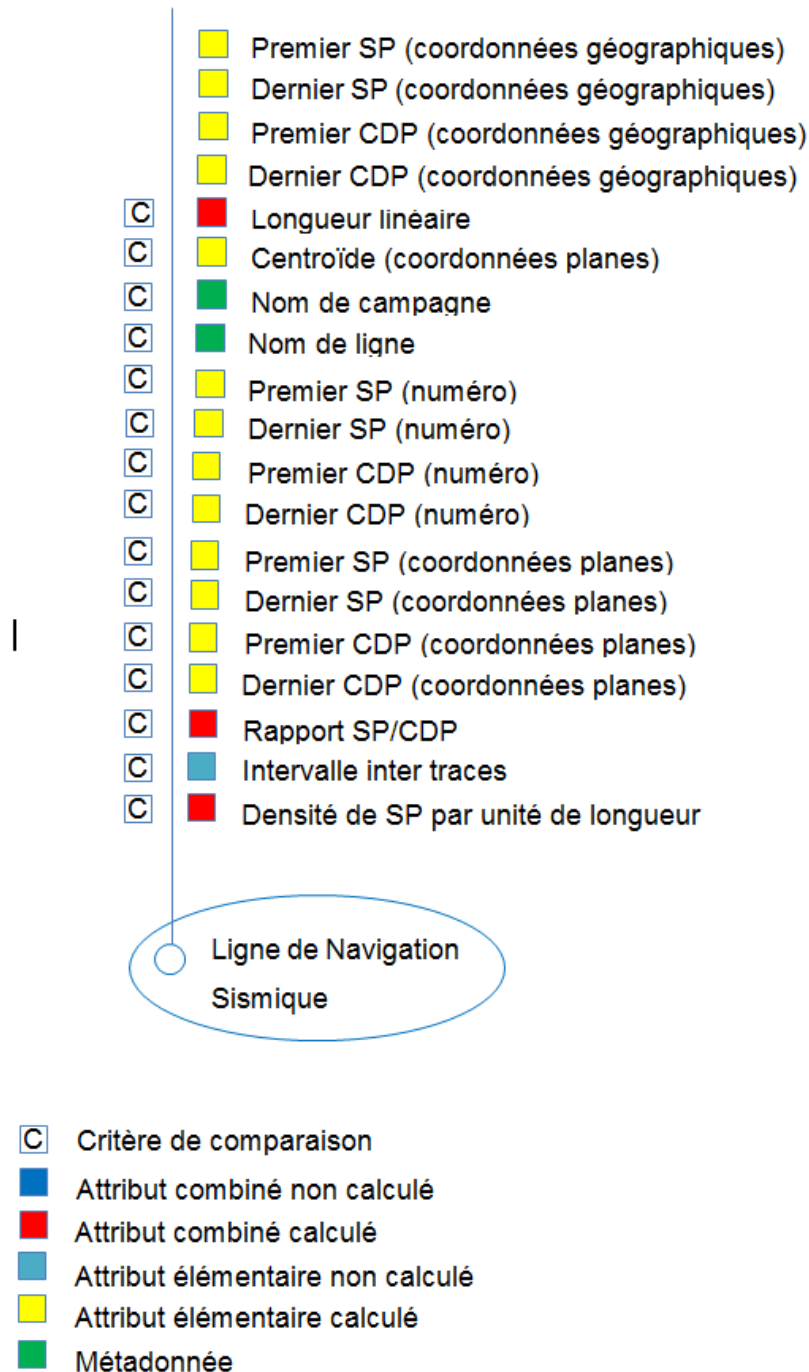 Premier SP (coordonnées géographiques)
Dernier SP (coordonnées géographiques)
Premier CDP (coordonnées géographiques)
Dernier CDP (coordonnées géographiques)
C Longueur linéaire
C Centroïde (coordonnées planes)
C Nom de campagne
C Nom de ligne
C Premier SP (numéro)
C Dernier SP (numéro)
C Premier CDP (numéro)
C Dernier CDP (numéro)
C Premier SP (coordonnées planes)
C Dernier SP (coordonnées planes)
C Premier CDP (coordonnées planes)
C Dernier CDP (coordonnées planes)
C Rapport SP/CDP
C Intervalle inter traces
C Densité de SP par unité de longueur
Ligne de Navigation
Sismique
C Critère de comparaison
Attribut combiné non calculé
Attribut combiné calculé
Attribut élémentaire non calculé
Attribut élémentaire calculé
Métadonnée